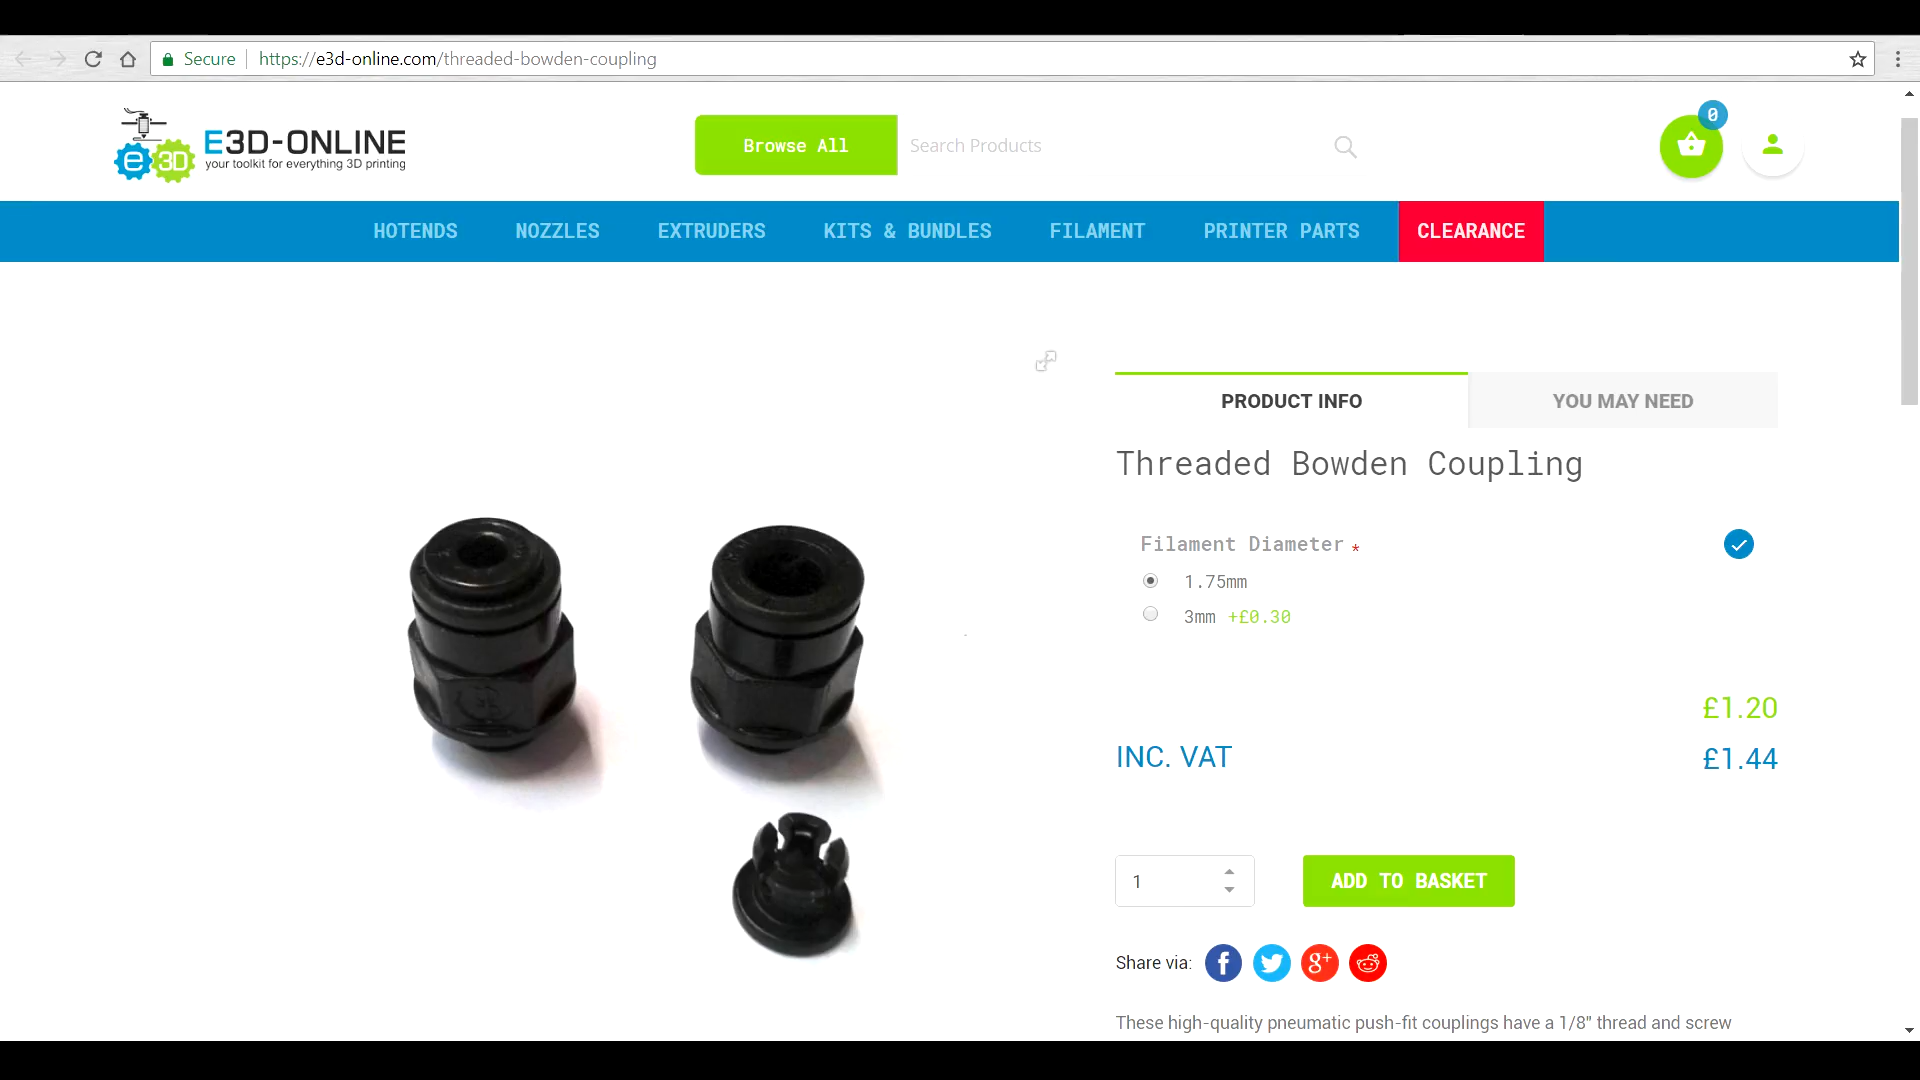 Secure
https://e3d-online.com/threaded-bowden-coupling
e3D
E3D-ONLINE
your toolkit for everything 3D printing
Browse All
Search Products
0
HOTENDS
NOZZLES
EXTRUDERS
KITS & BUNDLES
FILAMENT
PRINTER PARTS
CLEARANCE
PRODUCT INFO
YOU MAY NEED
Threaded Bowden Coupling
Filament Diameter *
1.75mm
3mm +£0.30
£1.20
INC. VAT
£1.44
1
ADD TO BASKET
Share via:
f
g+
These high-quality pneumatic push-fit couplings have a 1/8" thread and screw